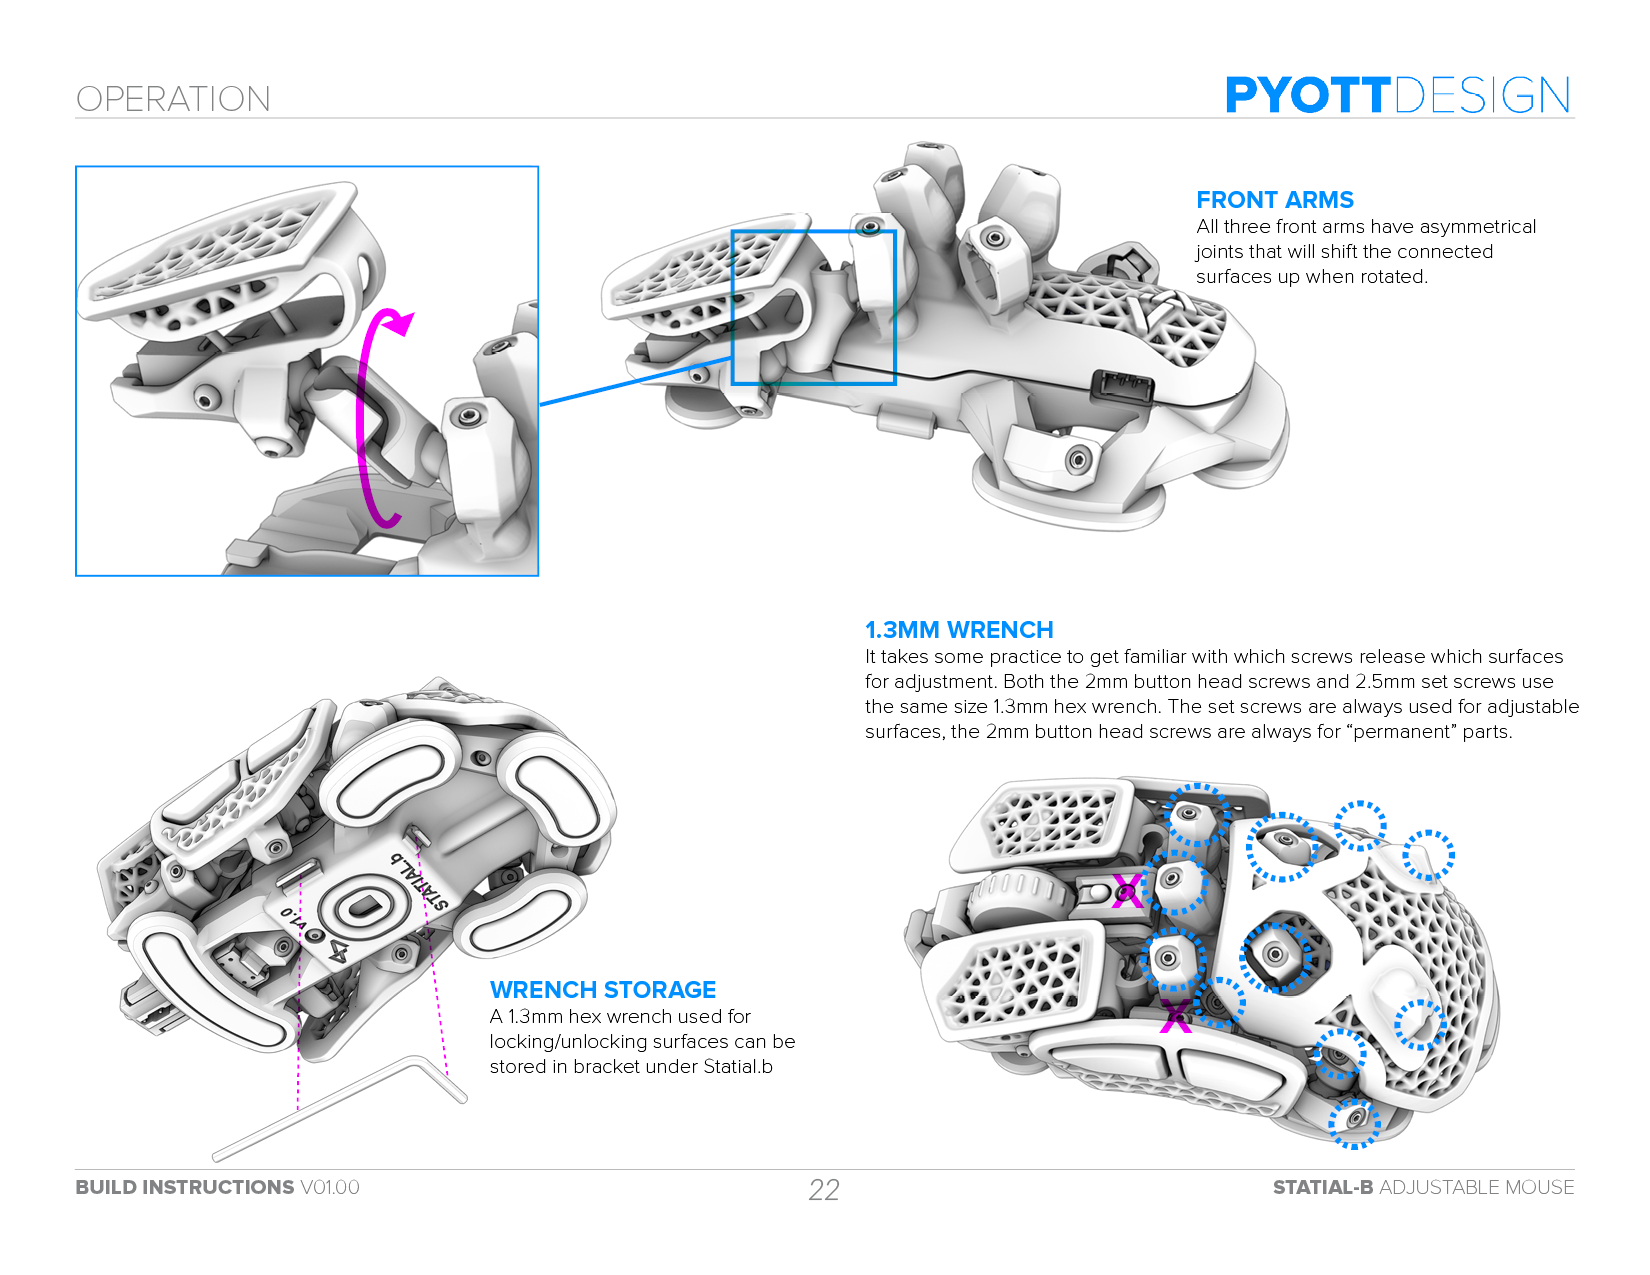 OPERATION
PYOTTDESIGN
FRONT ARMS
All three front arms have asymmetrical
joints that will shift the connected
surfaces up when rotated.
1.3MM WRENCH
It takes some practice to get familiar with which screws release which surfaces
for adjustment. Both the 2mm button head screws and 2.5mm set screws use
the same size 1.3mm hex wrench. The set screws are always used for adjustable
surfaces, the 2mm button head screws are always for “permanent” parts.
STATIAL.b
v1.0
X
X
WRENCH STORAGE
A 1.3mm hex wrench used for
locking/unlocking surfaces can be
stored in bracket under Statial.b
BUILD INSTRUCTIONS V01.00
22
STATIAL-B ADJUSTABLE MOUSE